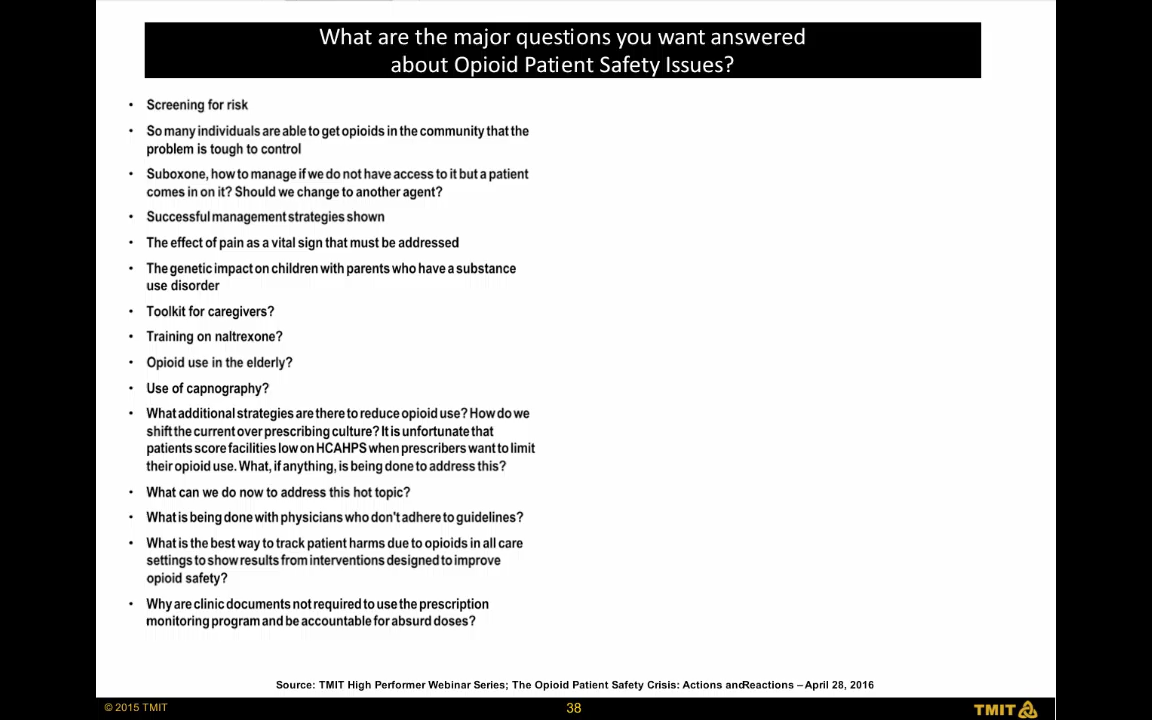 What are the major questions you want answered
about Opioid Patient Safety Issues?
• Screening for risk
• So many individuals are able to get opioids in the community that the
problem is tough to control
• Suboxone, how to manage if we do not have access to it but a patient
comes in on it? Should we change to another agent?
• Successful management strategies shown
• The effect of pain as a vital sign that must be addressed
• The genetic impact on children with parents who have a substance
use disorder
• Toolkit for caregivers?
• Training on naltrexone?
• Opioid use in the elderly?
• Use of capnography?
• What additional strategies are there to reduce opioid use? How do we
shift the current over prescribing culture? It is unfortunate that
patients score facilities low on HCAHPS when prescribers want to limit
their opioid use. What, if anything, is being done to address this?
• What can we do now to address this hot topic?
• What is being done with physicians who don't adhere to guidelines?
• What is the best way to track patient harms due to opioids in all care
settings to show results from interventions designed to improve
opioid safety?
• Why are clinic documents not required to use the prescription
monitoring program and be accountable for absurd doses?
Source: TMIT High Performer Webinar Series; The Opioid Patient Safety Crisis: Actions andReactions – April 28, 2016
© 2015 TMIT
38
TMIT